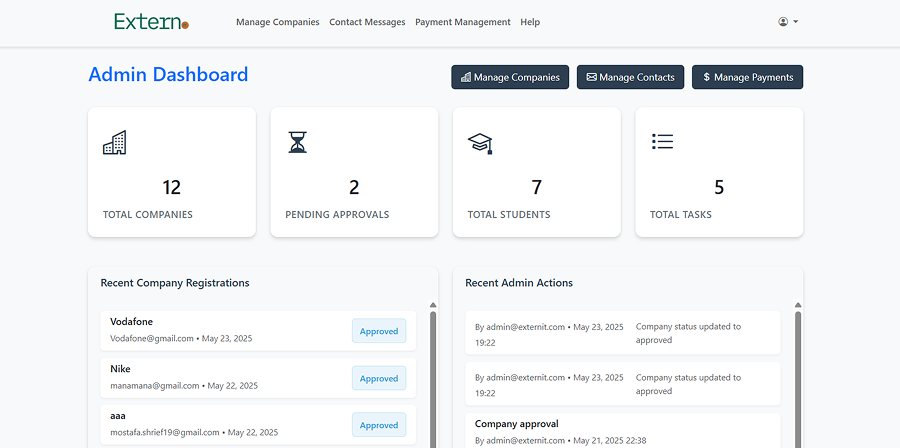 Extern
Manage Companies Contact Messages Payment Management Help
Admin Dashboard
Manage Companies Manage Contacts $ Manage Payments
12
TOTAL COMPANIES
2
PENDING APPROVALS
7
TOTAL STUDENTS
5
TOTAL TASKS
Recent Company Registrations
Vodafone
Vodafone@gmail.com • May 23, 2025
Approved
Nike
manamana@gmail.com • May 22, 2025
Approved
aaa
mostafa.shrief19@gmail.com • May 22, 2025
Approved
Recent Admin Actions
By admin@externit.com • May 23, 2025
19:22
Company status updated to
approved
By admin@externit.com • May 23, 2025
19:22
Company status updated to
approved
Company approval
By admin@externit.com • May 21, 2025 22:38